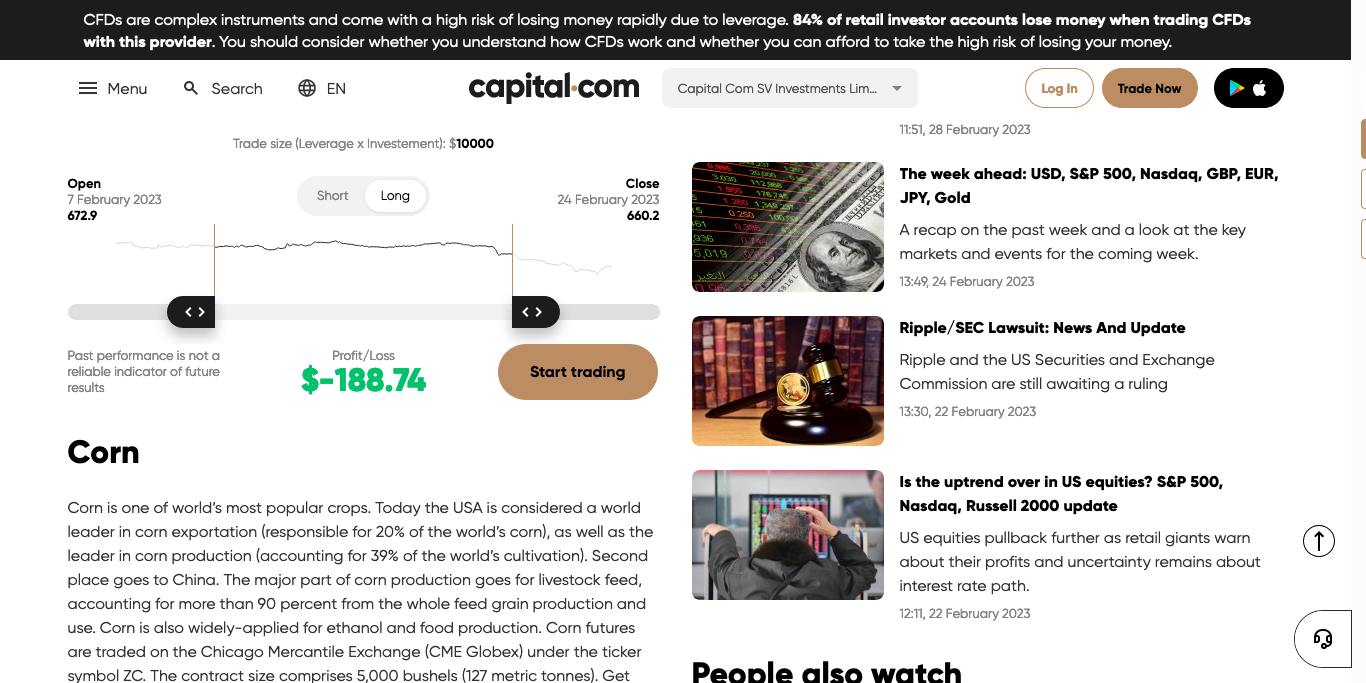 CFDs are complex instruments and come with a high risk of losing money rapidly due to leverage. 84% of retail investor accounts lose money when trading CFDs
with this provider. You should consider whether you understand how CFDs work and whether you can afford to take the high risk of losing your money.
Menu
Search
EN
capital.com
Capital Com SV Investments Lim...
Log In
Trade Now
Trade size (Leverage x Investement): $10000
Open
7 February 2023
672.9
Short
Long
Close
24 February 2023
660.2
Past performance is not a
reliable indicator of future
results
Profit/Loss
$-188.74
Start trading
Corn
Corn is one of world's most popular crops. Today the USA is considered a world
leader in corn exportation (responsible for 20% of the world's corn), as well as the
leader in corn production (accounting for 39% of the world's cultivation). Second
place goes to China. The major part of corn production goes for livestock feed,
accounting for more than 90 percent from the whole feed grain production and
use. Corn is also widely-applied for ethanol and food production. Corn futures
are traded on the Chicago Mercantile Exchange (CME Globex) under the ticker
symbol ZC. The contract size comprises 5,000 bushels (127 metric tonnes). Get
11:51, 28 February 2023
The week ahead: USD, S&P 500, Nasdaq, GBP, EUR,
JPY, Gold
A recap on the past week and a look at the key
markets and events for the coming week.
13:49, 24 February 2023
Ripple/SEC Lawsuit: News And Update
Ripple and the US Securities and Exchange
Commission are still awaiting a ruling
13:30, 22 February 2023
Is the uptrend over in US equities? S&P 500,
Nasdaq, Russell 2000 update
US equities pullback further as retail giants warn
about their profits and uncertainty remains about
interest rate path.
12:11, 22 February 2023
People also watch